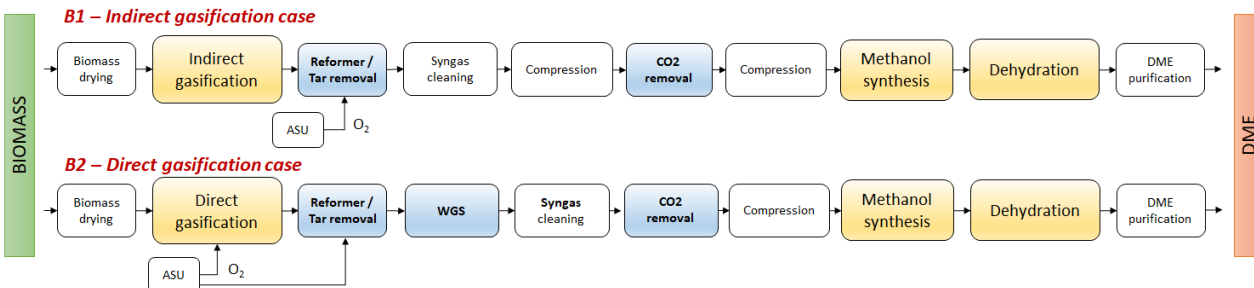 BIOMASS
B1 – Indirect gasification case
Biomass
drying
Indirect
gasification
Reformer /
Tar removal
Syngas
cleaning
Compression
CO2
removal
Compression
Methanol
synthesis
Dehydration
DME
purification
ASU
O2
B2 – Direct gasification case
Biomass
drying
Direct
gasification
Reformer /
Tar removal
WGS
Syngas
cleaning
CO2
removal
Compression
Methanol
synthesis
Dehydration
DME
purification
ASU
O2
DME